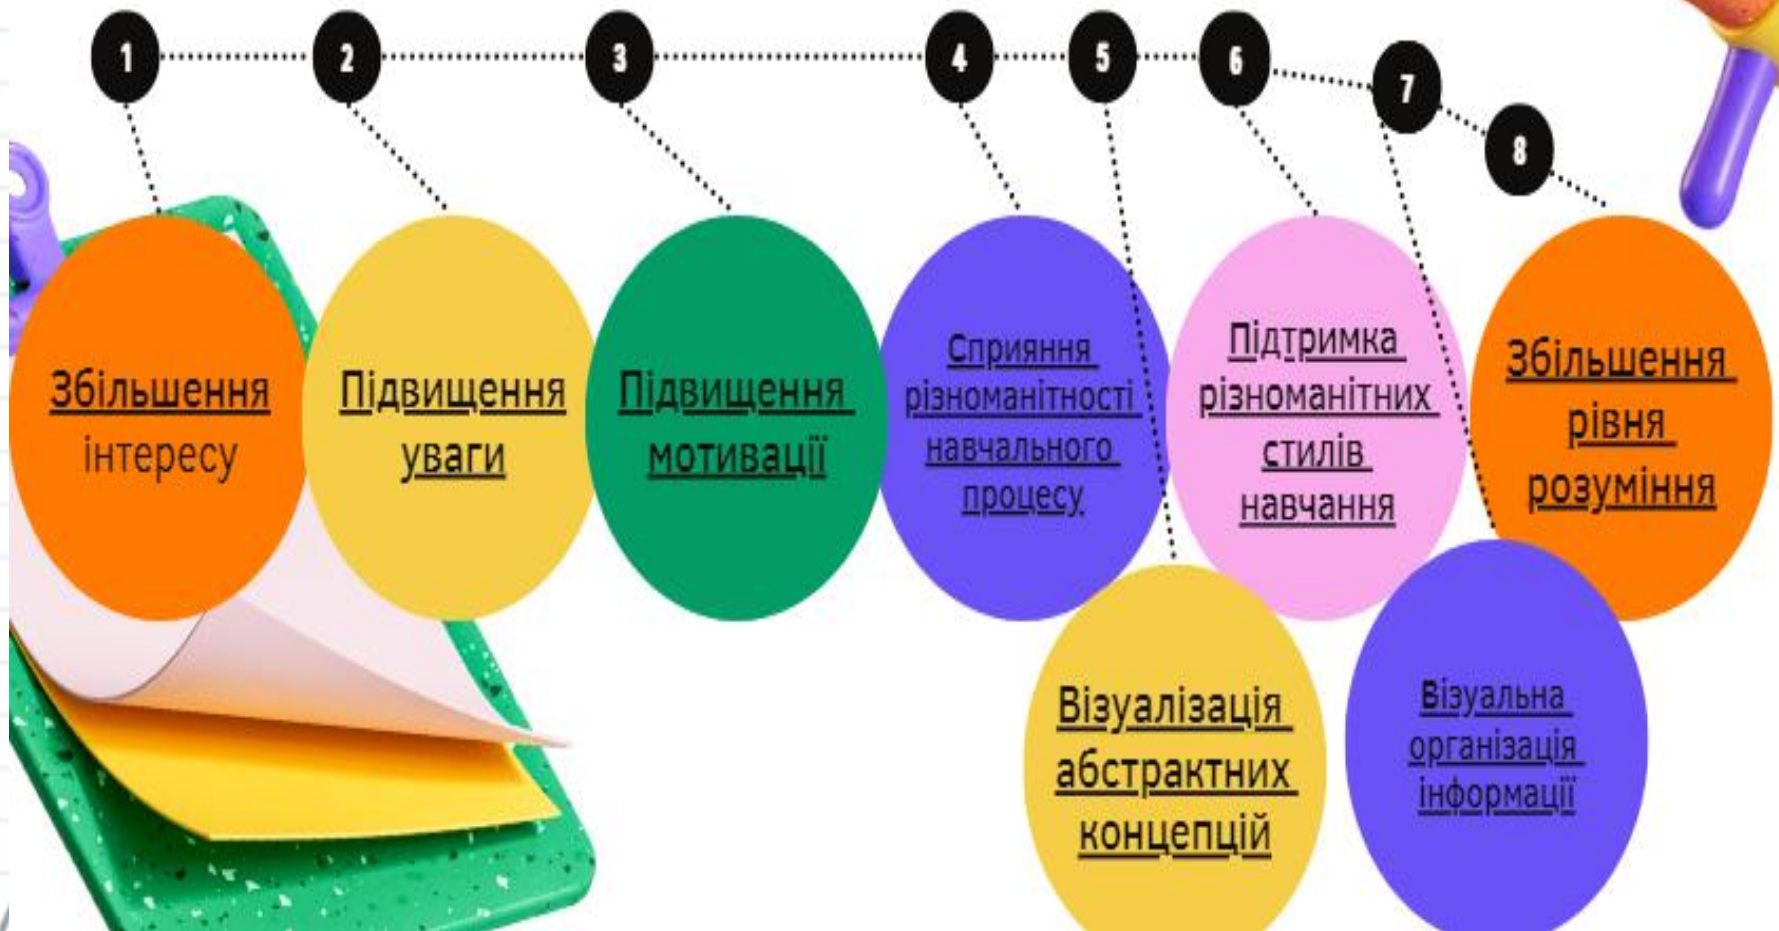 1
2
3
4
5
6
7
8
Збільшення
інтересу
Підвищення
уваги
Підвищення
мотивації
Сприяння
різноманітності
навчального
процесу
Візуалізація
абстрактних
концепцій
Підтримка
різноманітних
стилів
навчання
Візуальна
організація
інформації
Збільшення
рівня
розуміння